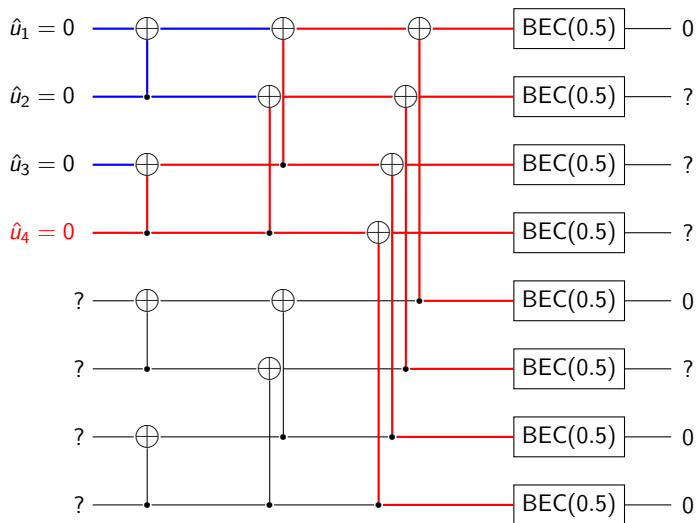 û₁ = 0 BEC(0.5) 0
û₂ = 0 BEC(0.5) ?
û₃ = 0 BEC(0.5) ?
û₄ = 0 BEC(0.5) ?
? BEC(0.5) 0
? BEC(0.5) ?
? BEC(0.5) 0
? BEC(0.5) 0